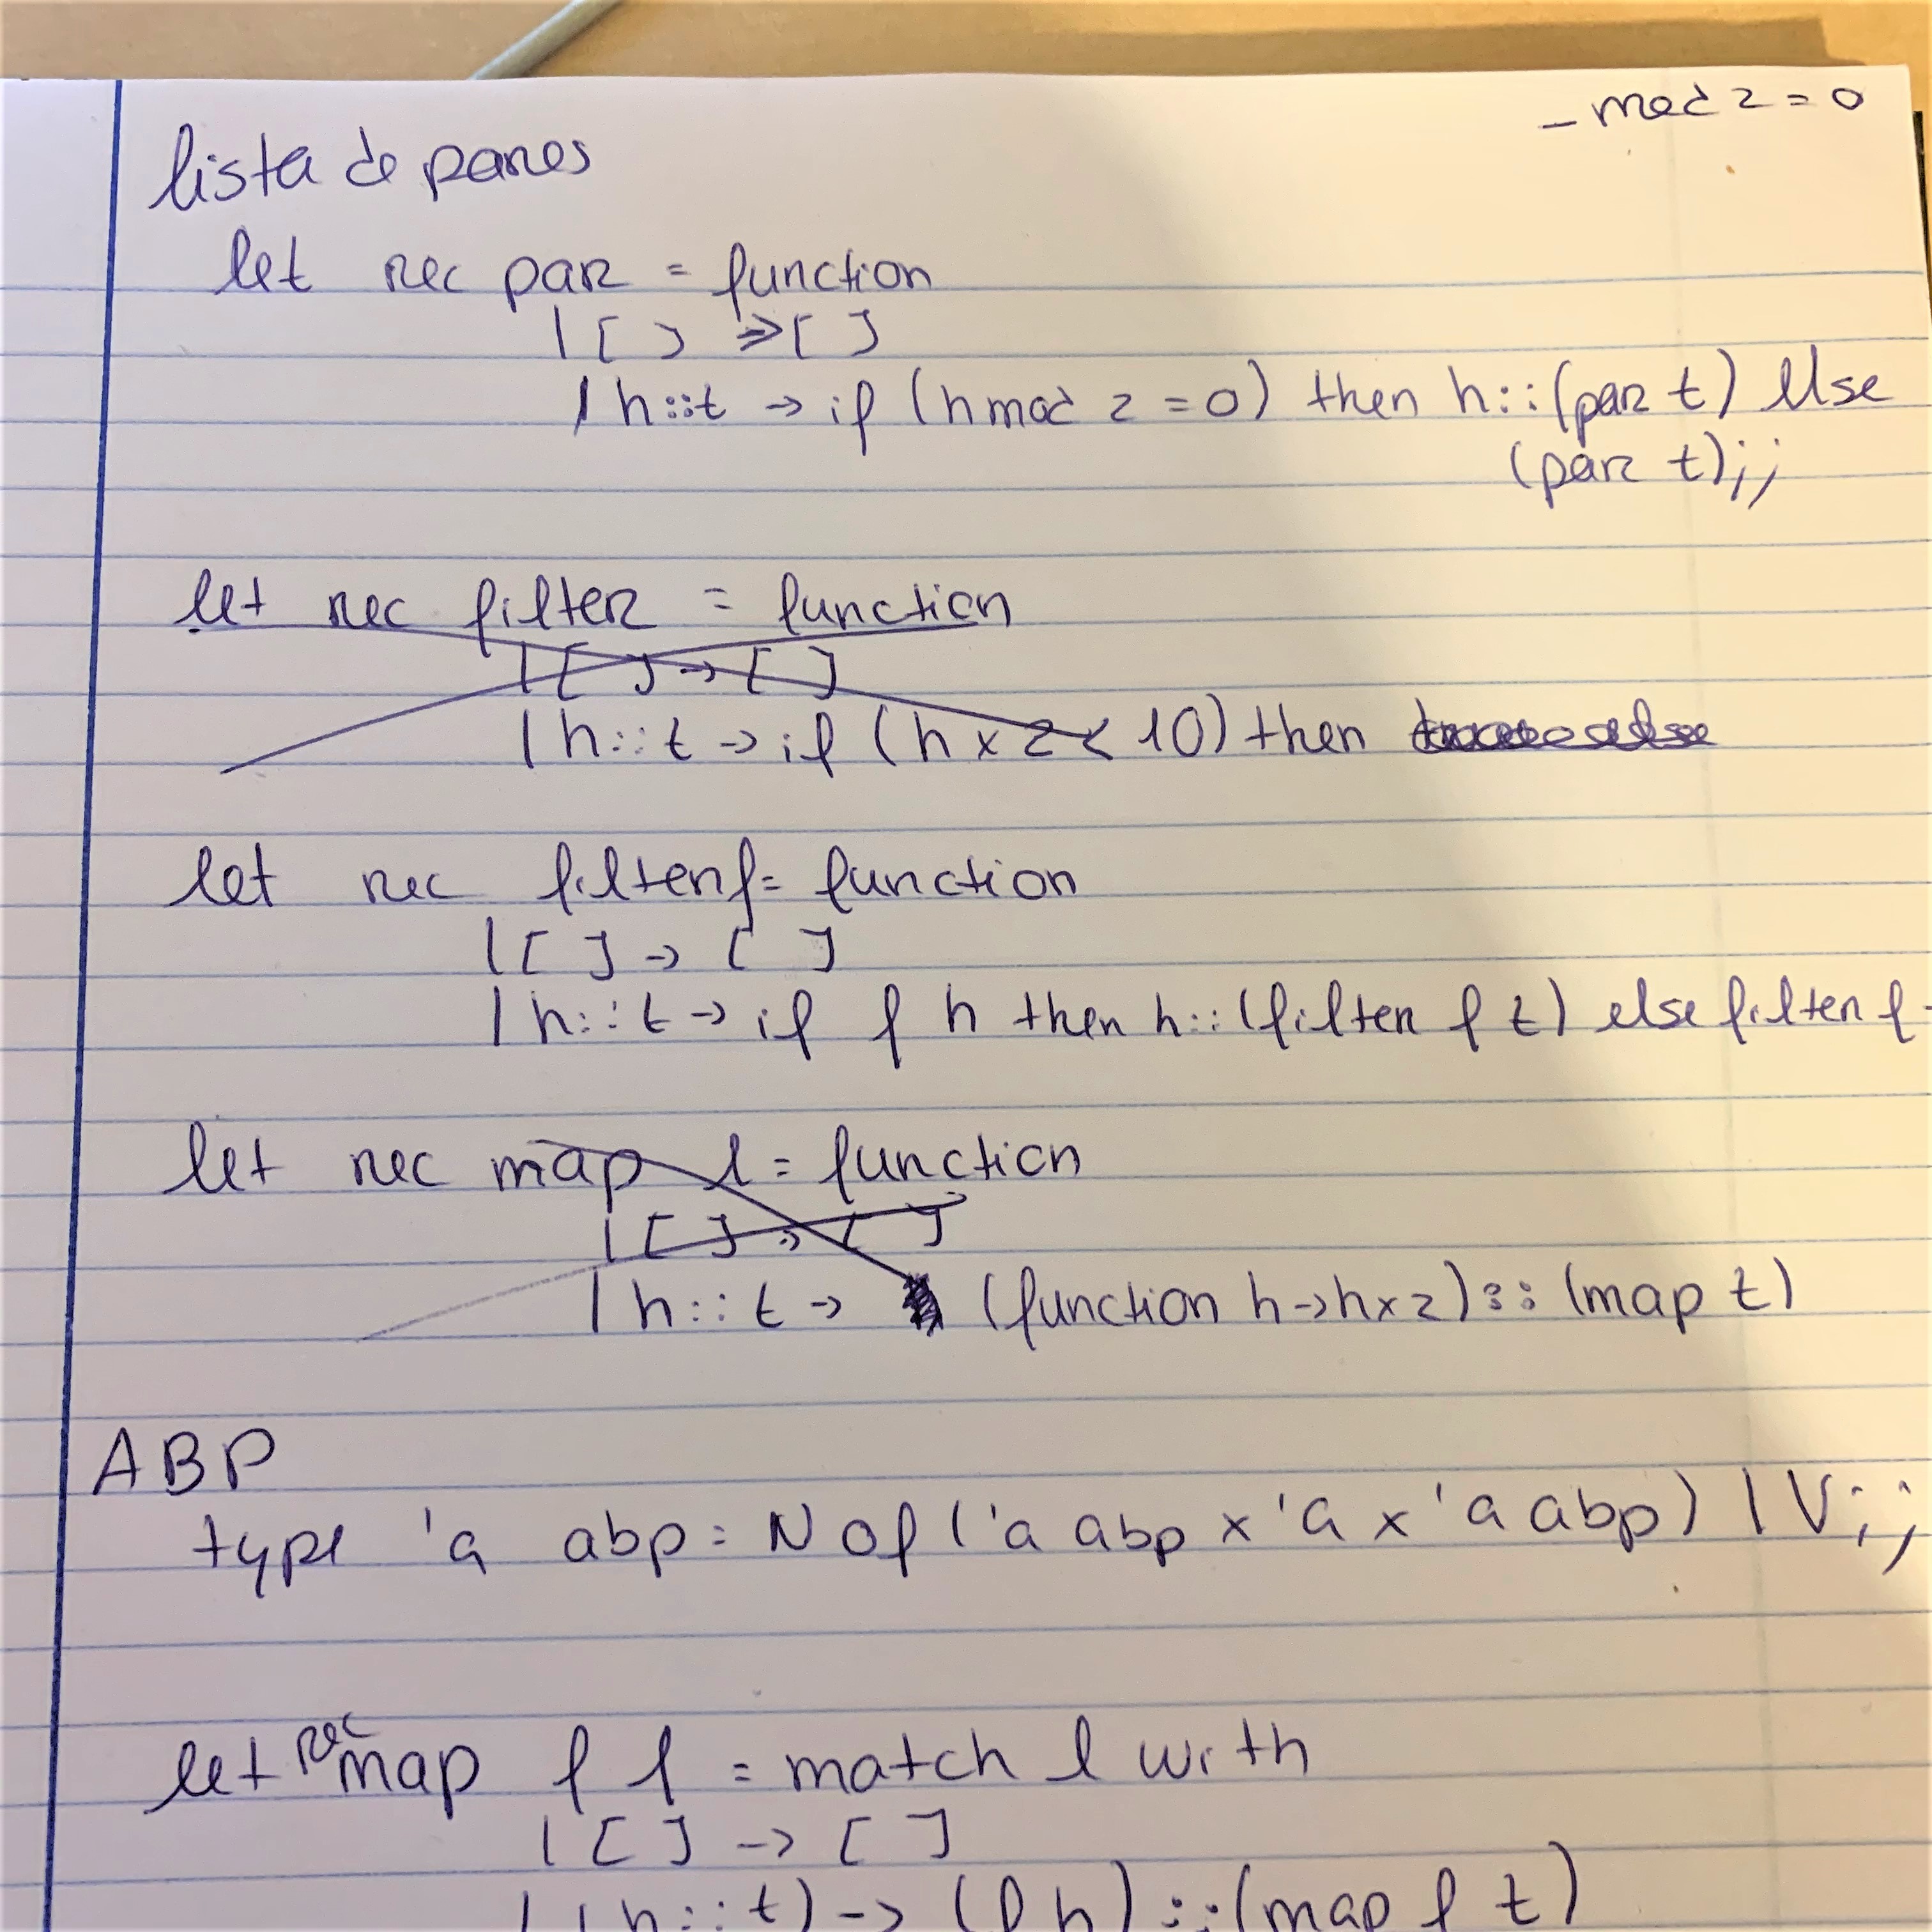 _ mod 2 = 0
lista de pares
let rec par = function
| [ ] -> [ ]
| h::t -> if (h mod 2 = 0) then h::(par t) else
(par t);;
let rec filter = function
| [ ] -> [ ]
| h::t -> if (h x 2 < 10) then
let rec filter f = function
| [ ] -> [ ]
| h::t -> if f h then h::(filter f t) else filter f
let rec map l = function
| [ ] -> [ ]
| h::t -> (function h -> h x 2) :: (map t)
ABP
type 'a abp = N of ('a abp x 'a x 'a abp) | V;;
let rec map f l = match l with
| [ ] -> [ ]
| (h::t) -> (f h) :: (map f t)